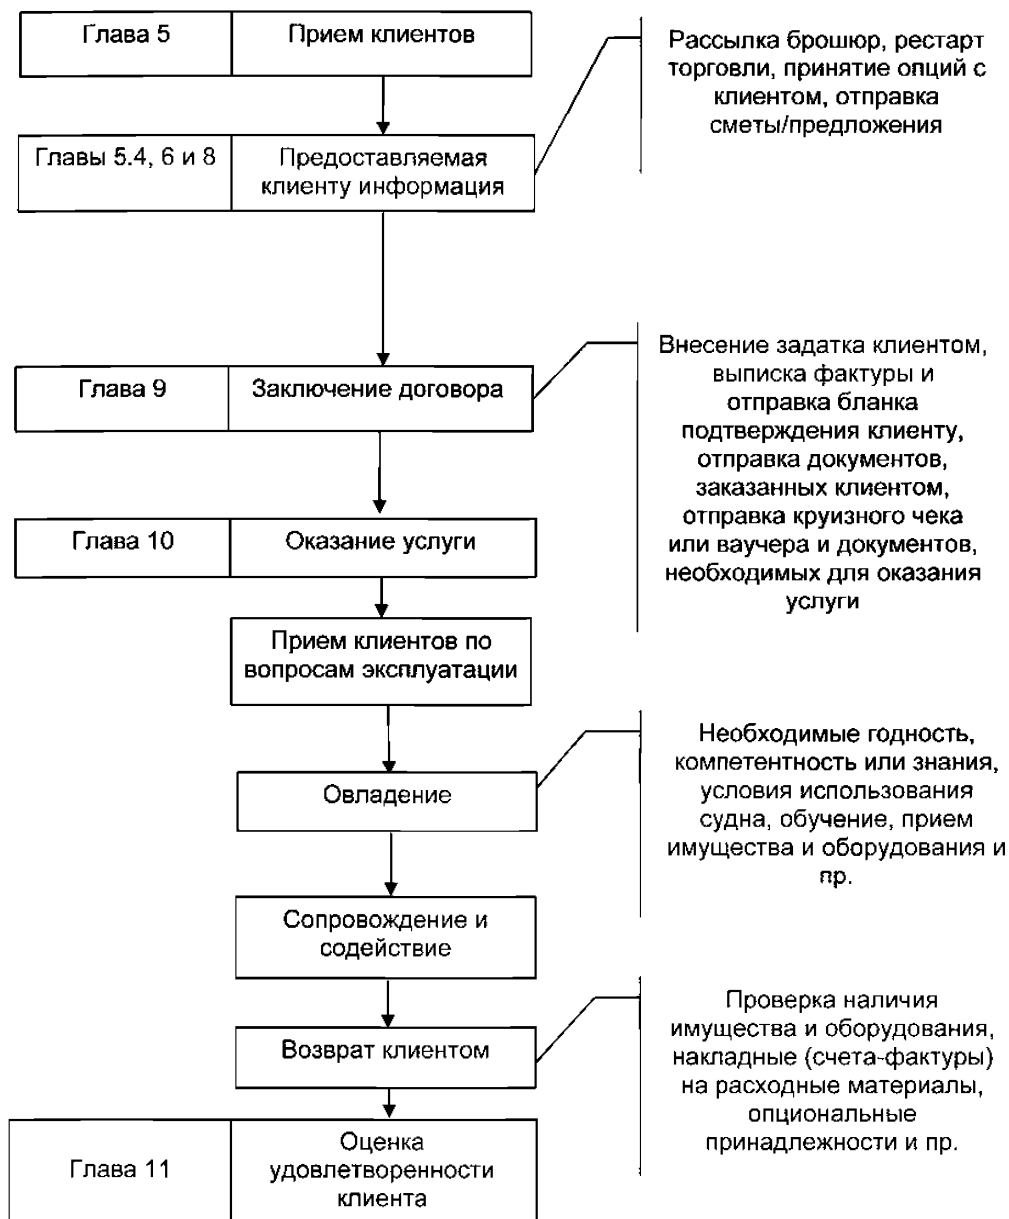 Глава 5
Прием клиентов
Рассылка брошюр, рестарт
торговли, принятие опций с
клиентом, отправка
сметы/предложения
Главы 5.4, 6 и 8
Предоставляемая
клиенту информация
Глава 9
Заключение договора
Внесение задатка клиентом,
выписка фактуры и
отправка бланка
подтверждения клиенту,
отправка документов,
заказанных клиентом,
отправка круизного чека
или ваучера и документов,
необходимых для оказания
услуги
Глава 10
Оказание услуги
Прием клиентов по
вопросам эксплуатации
Овладение
Необходимые годность,
компетентность или знания,
условия использования
судна, обучение, прием
имущества и оборудования и
пр.
Сопровождение и
содействие
Возврат клиентом
Проверка наличия
имущества и оборудования,
накладные (счета-фактуры)
на расходные материалы,
опциональные
принадлежности и пр.
Глава 11
Оценка
удовлетворенности
клиента